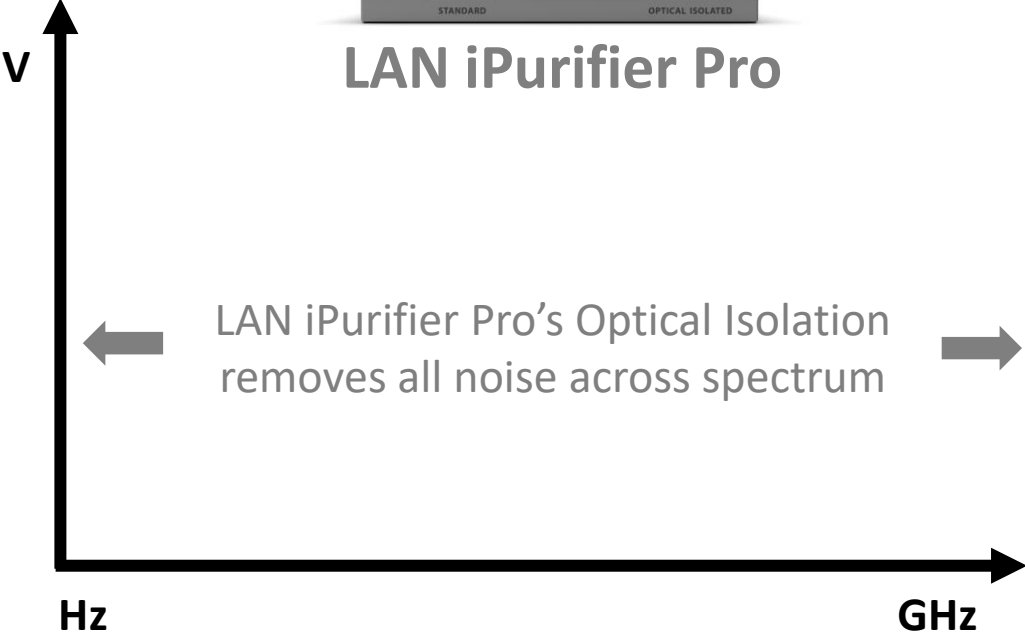 STANDARD OPTICAL ISOLATED
V
LAN iPurifier Pro
LAN iPurifier Pro’s Optical Isolation
removes all noise across spectrum
Hz GHz